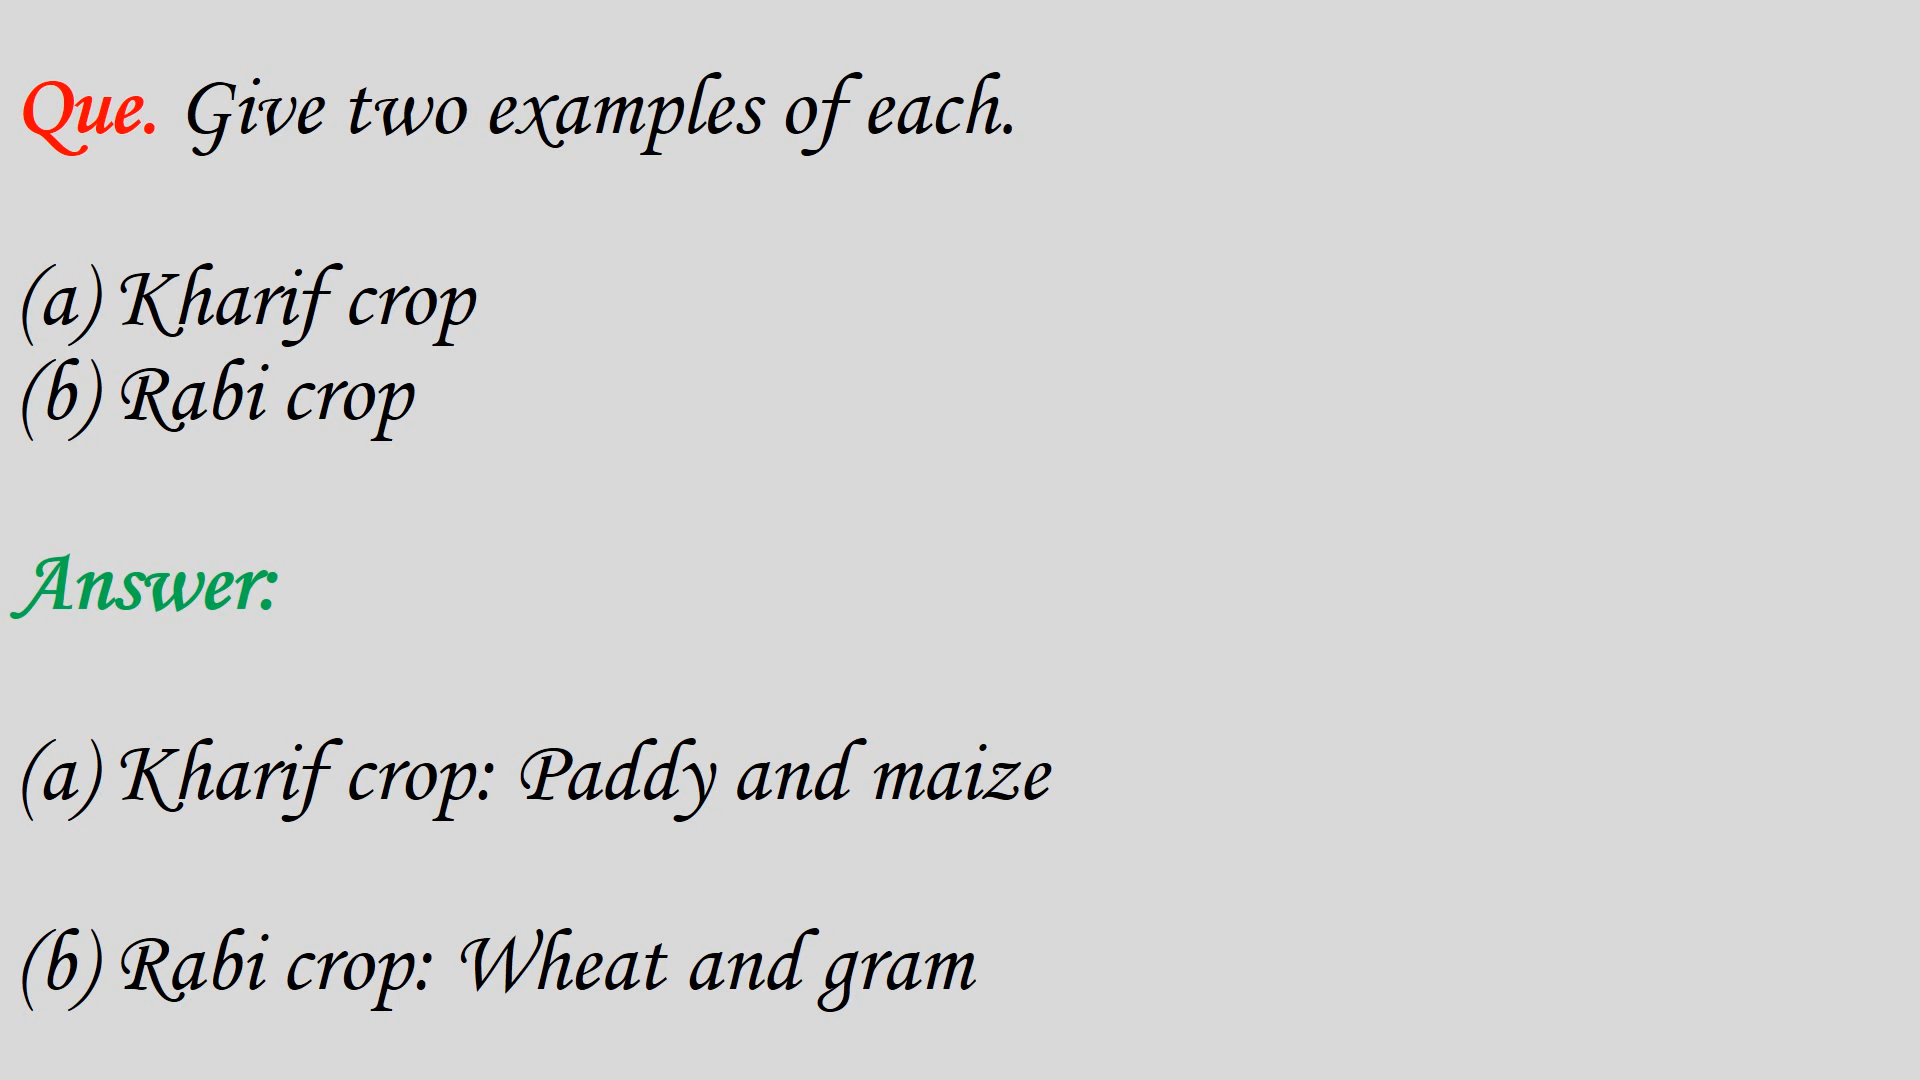 Que. Give two examples of each.
(a) Kharif crop
(b) Rabi crop
Answer:
(a) Kharif crop: Paddy and maize
(b) Rabi crop: Wheat and gram